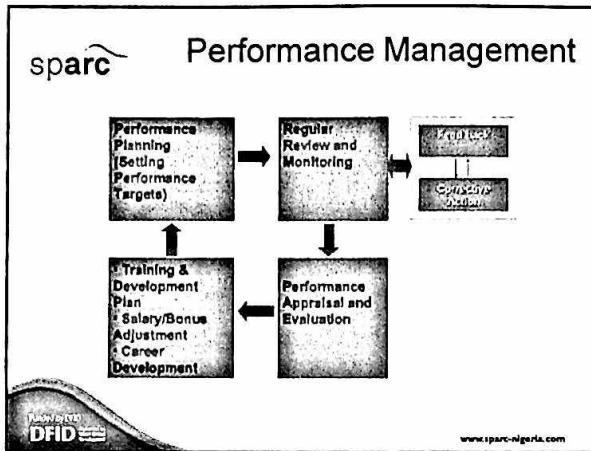 sparc
Performance Management
Performance
Planning
(Setting
Performance
Targets)
Regular
Review and
Monitoring
Feedback
Corrective
Action
• Training &
Development
Plan
• Salary/Bonus
Adjustment
• Career
Development
Performance
Appraisal and
Evaluation
DFID
www.sparc-nigeria.com